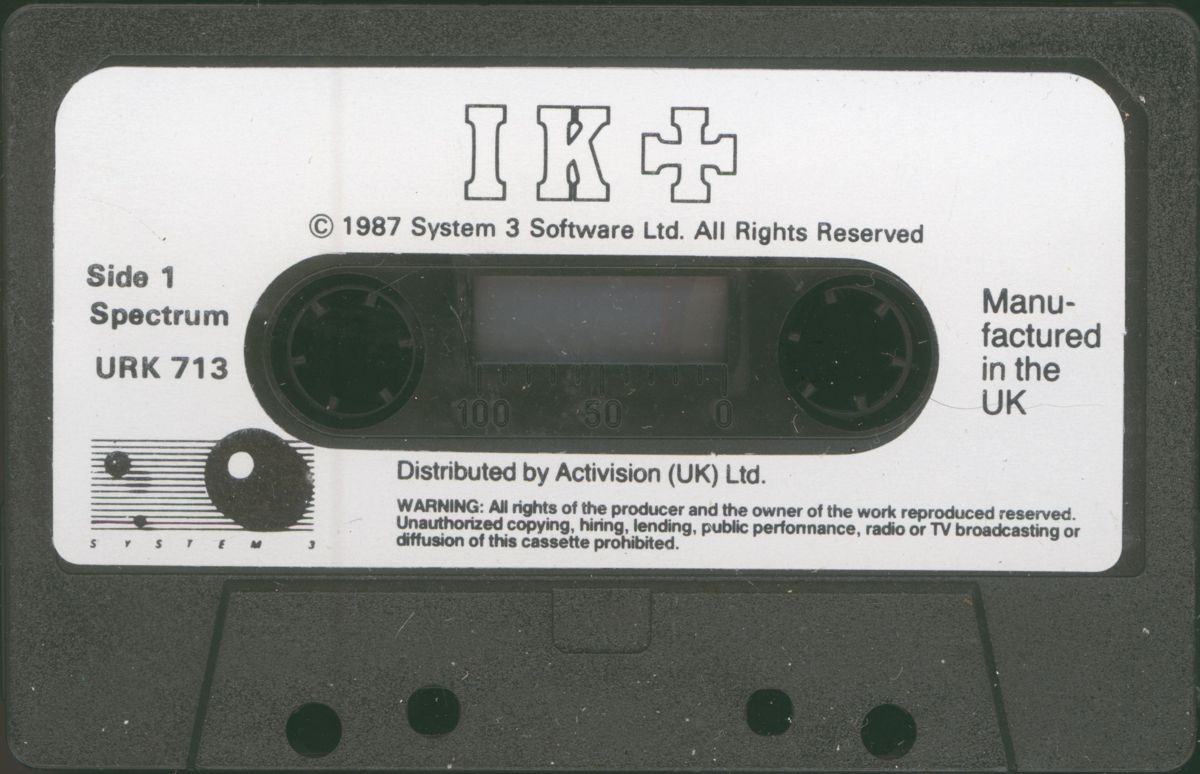 IK+
© 1987 System 3 Software Ltd. All Rights Reserved
Side 1
Spectrum
URK 713
Manu-
factured
in the
UK
100 50 0
SYSTEM 3
Distributed by Activision (UK) Ltd.
WARNING: All rights of the producer and the owner of the work reproduced reserved.
Unauthorized copying, hiring, lending, public performance, radio or TV broadcasting or
diffusion of this cassette prohibited.